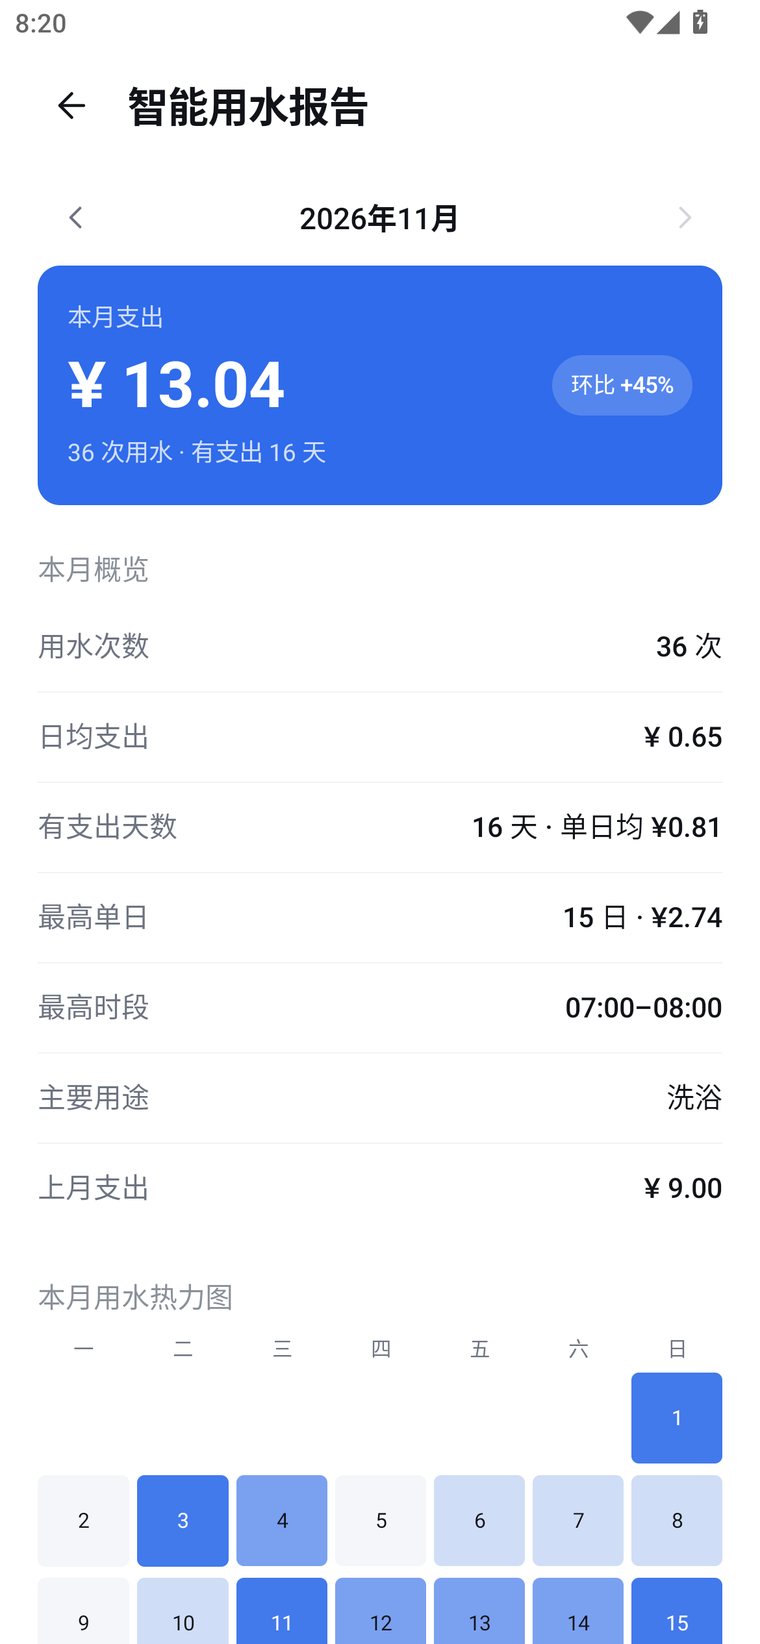 8:20
智能用水报告
2026年11月
本月支出
¥ 13.04
环比 +45%
36 次用水 · 有支出 16 天
本月概览
用水次数 36 次
日均支出 ¥ 0.65
有支出天数 16 天 · 单日均 ¥0.81
最高单日 15 日 · ¥2.74
最高时段 07:00–08:00
主要用途 洗浴
上月支出 ¥ 9.00
本月用水热力图
一 二 三 四 五 六 日
1
2 3 4 5 6 7 8
9 10 11 12 13 14 15